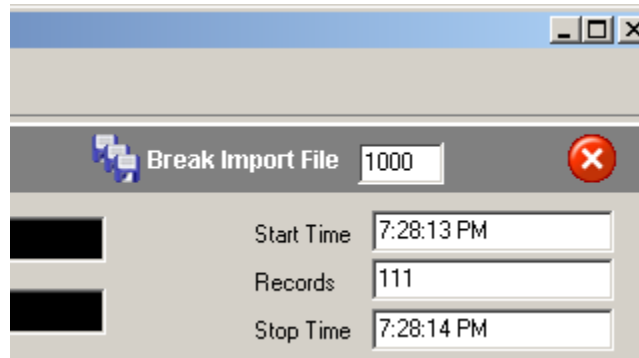 Break Import File 1000
Start Time 7:28:13 PM
Records 111
Stop Time 7:28:14 PM